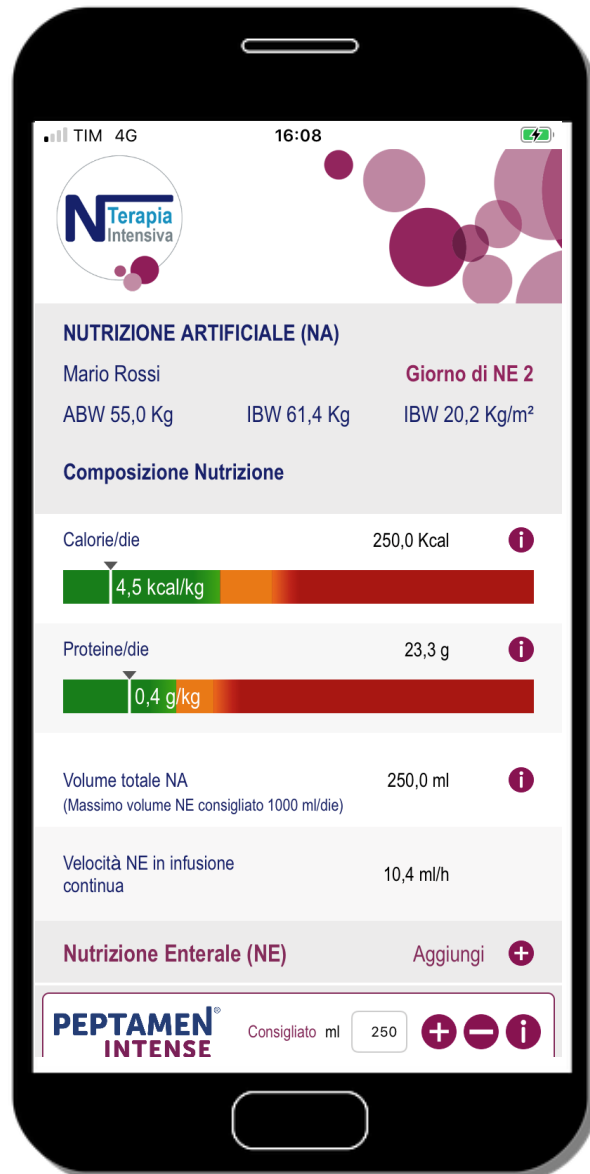 TIM 4G 16:08
N Terapia
Intensiva
NUTRIZIONE ARTIFICIALE (NA)
Mario Rossi Giorno di NE 2
ABW 55,0 Kg IBW 61,4 Kg IBW 20,2 Kg/m²
Composizione Nutrizione
Calorie/die 250,0 Kcal i
4,5 kcal/kg
Proteine/die 23,3 g i
0,4 g/kg
Volume totale NA 250,0 ml i
(Massimo volume NE consigliato 1000 ml/die)
Velocità NE in infusione
continua 10,4 ml/h
Nutrizione Enterale (NE) Aggiungi +
PEPTAMEN® Consigliato ml 250 + − i
INTENSE